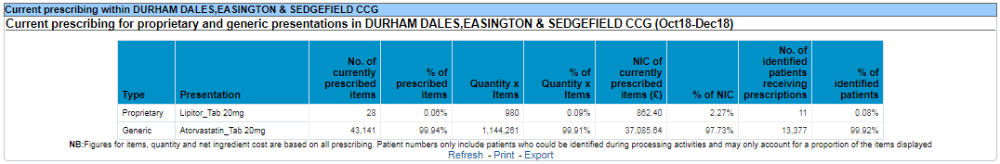 Current prescribing within DURHAM DALES,EASINGTON & SEDGEFIELD CCG
Current prescribing for proprietary and generic presentations in DURHAM DALES,EASINGTON & SEDGEFIELD CCG (Oct18-Dec18)
Type Presentation No. of currently prescribed items % of prescribed items Quantity x Items % of Quantity x Items NIC of currently prescribed items (£) % of NIC No. of identified patients receiving prescriptions % of identified patients
Proprietary Lipitor_Tab 20mg 28 0.06% 980 0.09% 862.40 2.27% 11 0.08%
Generic Atorvastatin_Tab 20mg 43,141 99.94% 1,144,261 99.91% 37,085.64 97.73% 13,377 99.92%
NB:Figures for items, quantity and net ingredient cost are based on all prescribing. Patient numbers only include patients who could be identified during processing activities and may only account for a proportion of the items displayed
Refresh - Print - Export